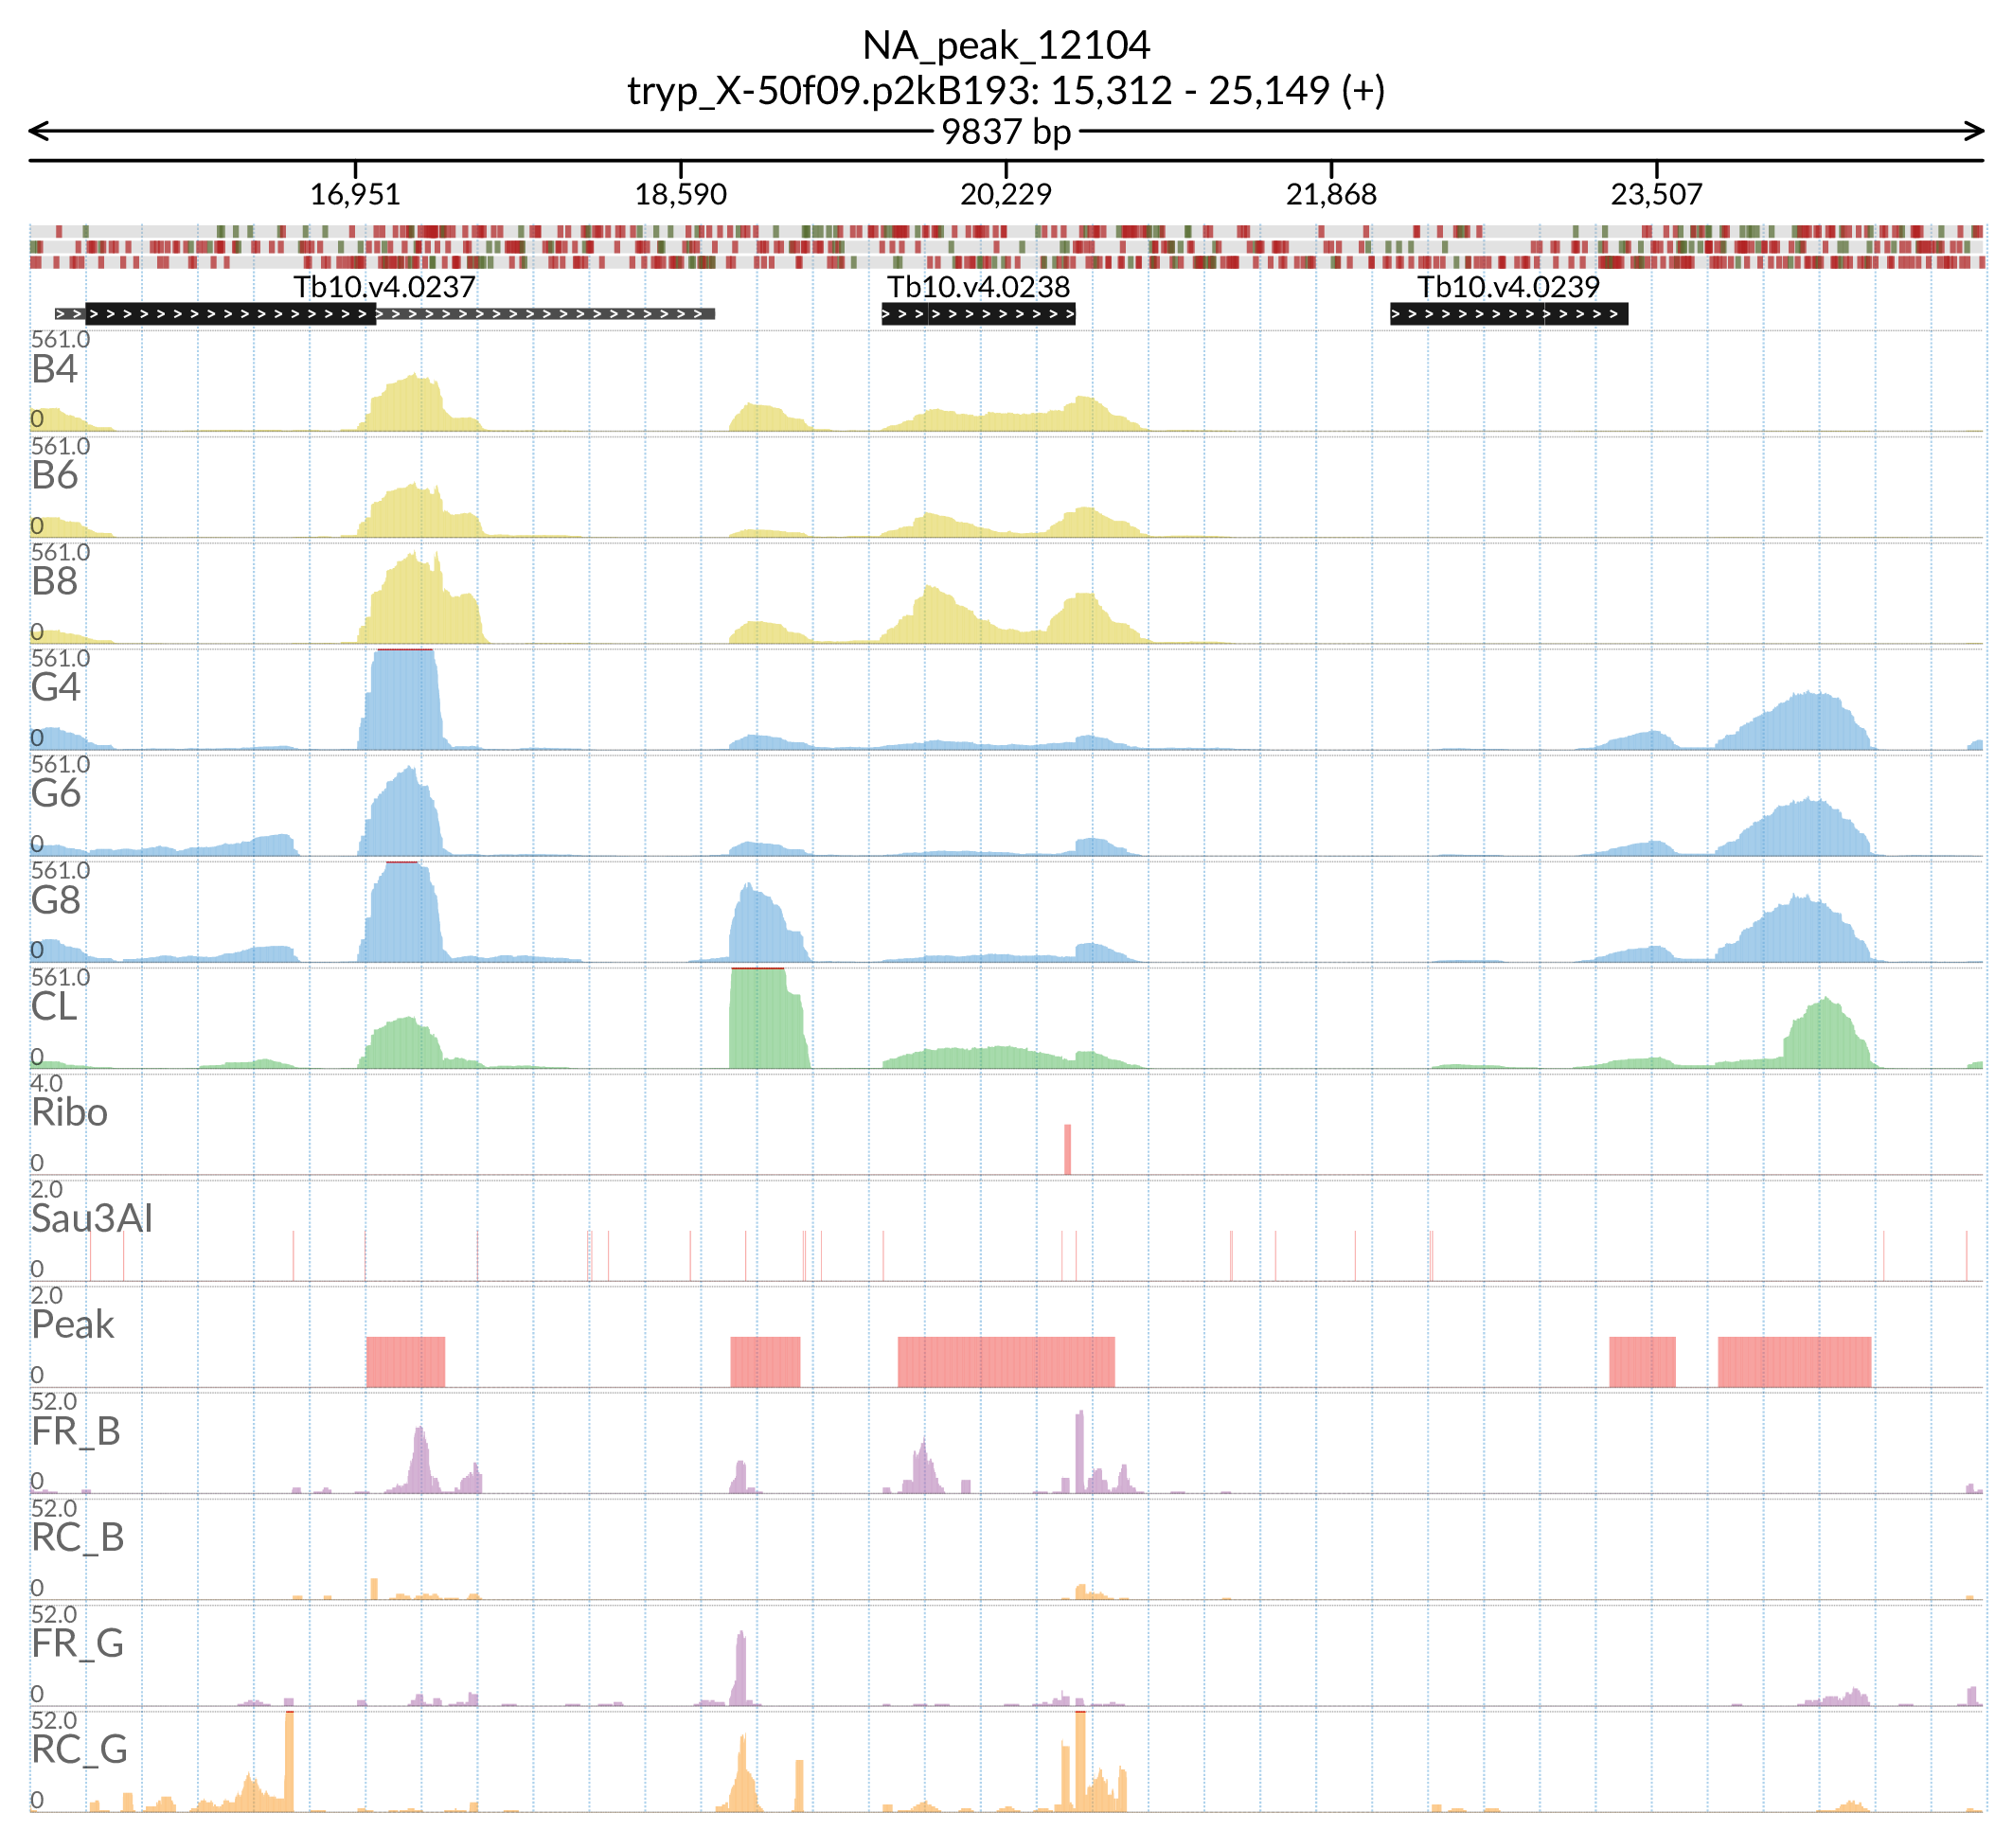 NA_peak_12104
tryp_X-50f09.p2kB193: 15,312 - 25,149 (+)
9837 bp
16,951 18,590 20,229 21,868 23,507
Tb10.v4.0237 Tb10.v4.0238 Tb10.v4.0239
561.0
B4
0
561.0
B6
0
561.0
B8
0
561.0
G4
0
561.0
G6
0
561.0
G8
0
561.0
CL
0
4.0
Ribo
0
2.0
Sau3AI
0
2.0
Peak
0
52.0
FR_B
0
52.0
RC_B
0
52.0
FR_G
0
52.0
RC_G
0